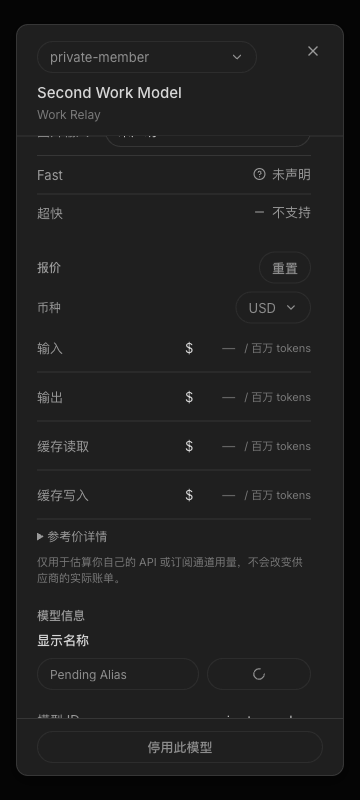 private-member
Second Work Model
Work Relay
Fast 未声明
超快 — 不支持
报价 重置
币种 USD
输入 $ — / 百万 tokens
输出 $ — / 百万 tokens
缓存读取 $ — / 百万 tokens
缓存写入 $ — / 百万 tokens
参考价详情
仅用于估算你自己的 API 或订阅通道用量，不会改变供
应商的实际账单。
模型信息
显示名称
Pending Alias
模型 ID
停用此模型